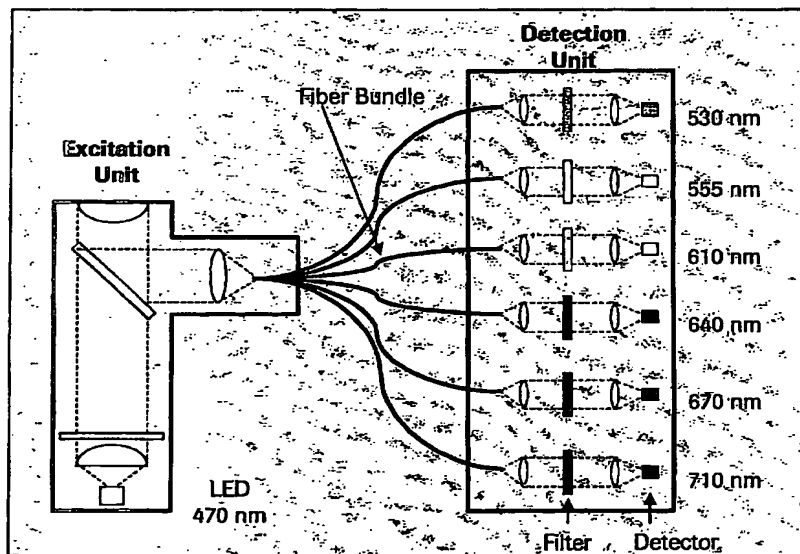 Detection
Unit
Fiber Bundle
530 nm
Excitation
Unit
555 nm
610 nm
640 nm
670 nm
LED
470 nm
710 nm
Filter
Detector